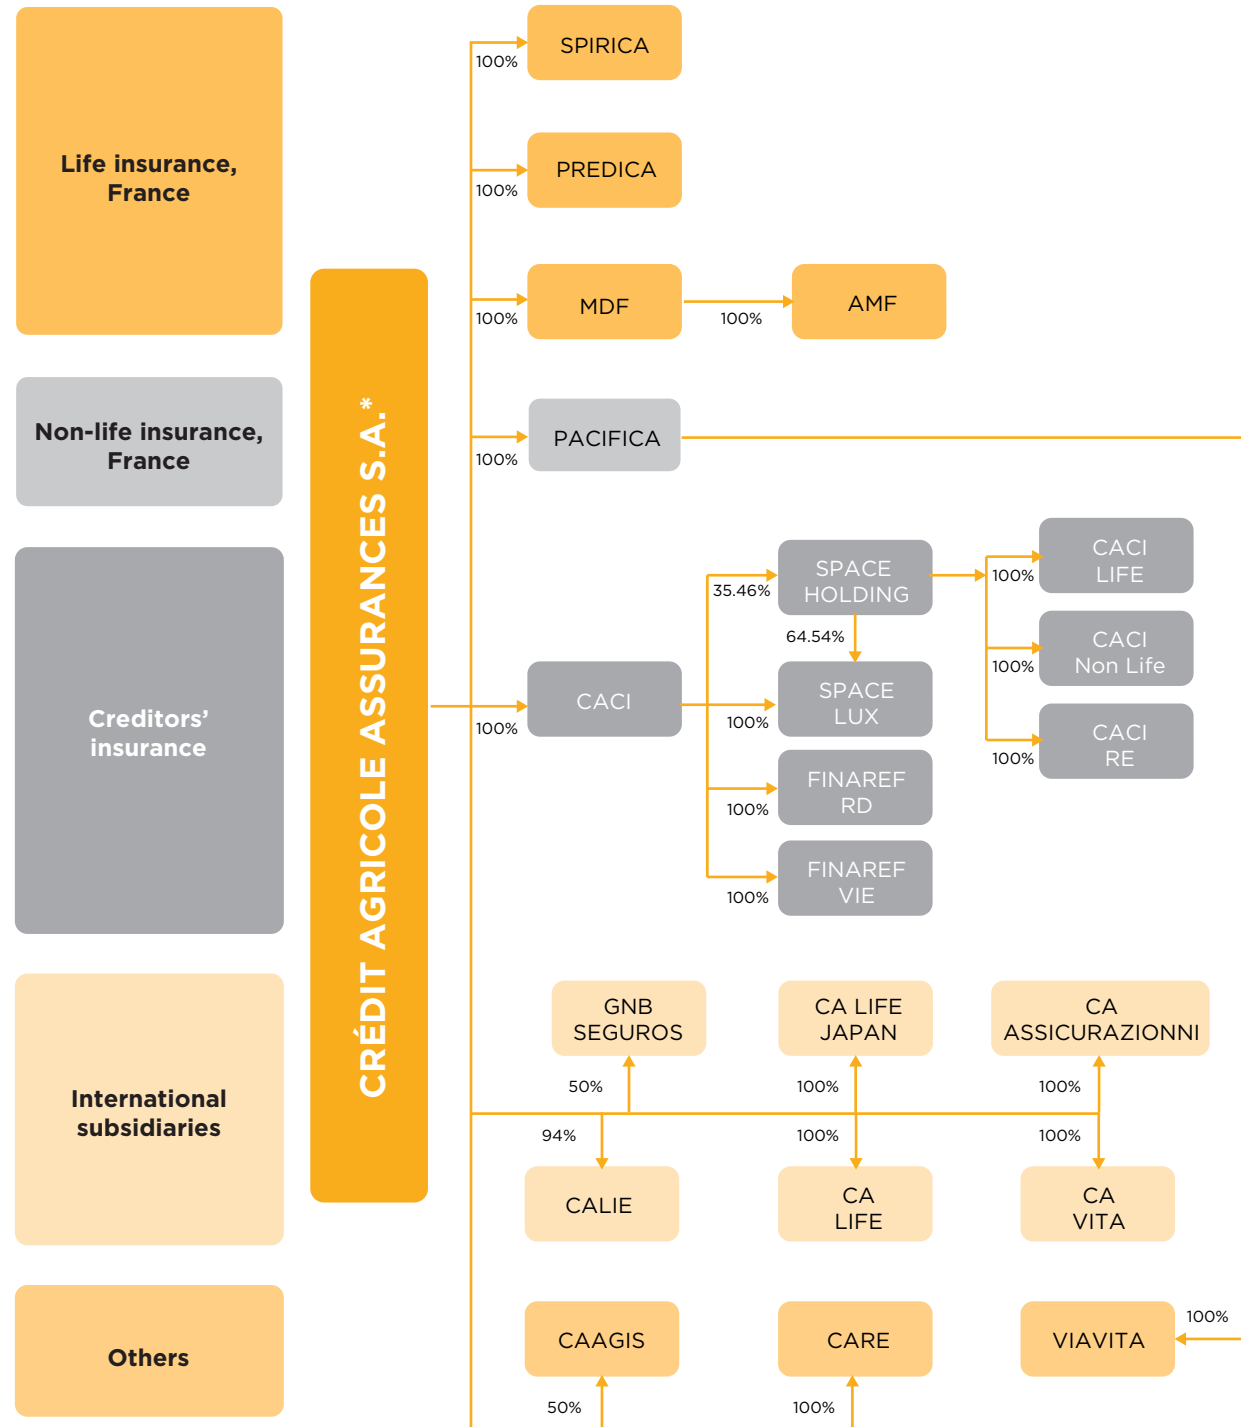 Life insurance,
France
Non-life insurance,
France
Creditors'
insurance
International
subsidiaries
Others
CRÉDIT AGRICOLE ASSURANCES S.A.*
100%
SPIRICA
100%
PREDICA
100%
MDF
100%
AMF
100%
PACIFICA
100%
CACI
35.46%
SPACE
HOLDING
64.54%
100%
SPACE
LUX
100%
FINAREF
RD
100%
FINAREF
VIE
100%
CACI
LIFE
100%
CACI
Non Life
100%
CACI
RE
GNB
SEGUROS
50%
CA LIFE
JAPAN
100%
CA
ASSICURAZIONNI
100%
94%
CALIE
100%
CA
LIFE
100%
CA
VITA
CAAGIS
50%
CARE
100%
VIAVITA
100%